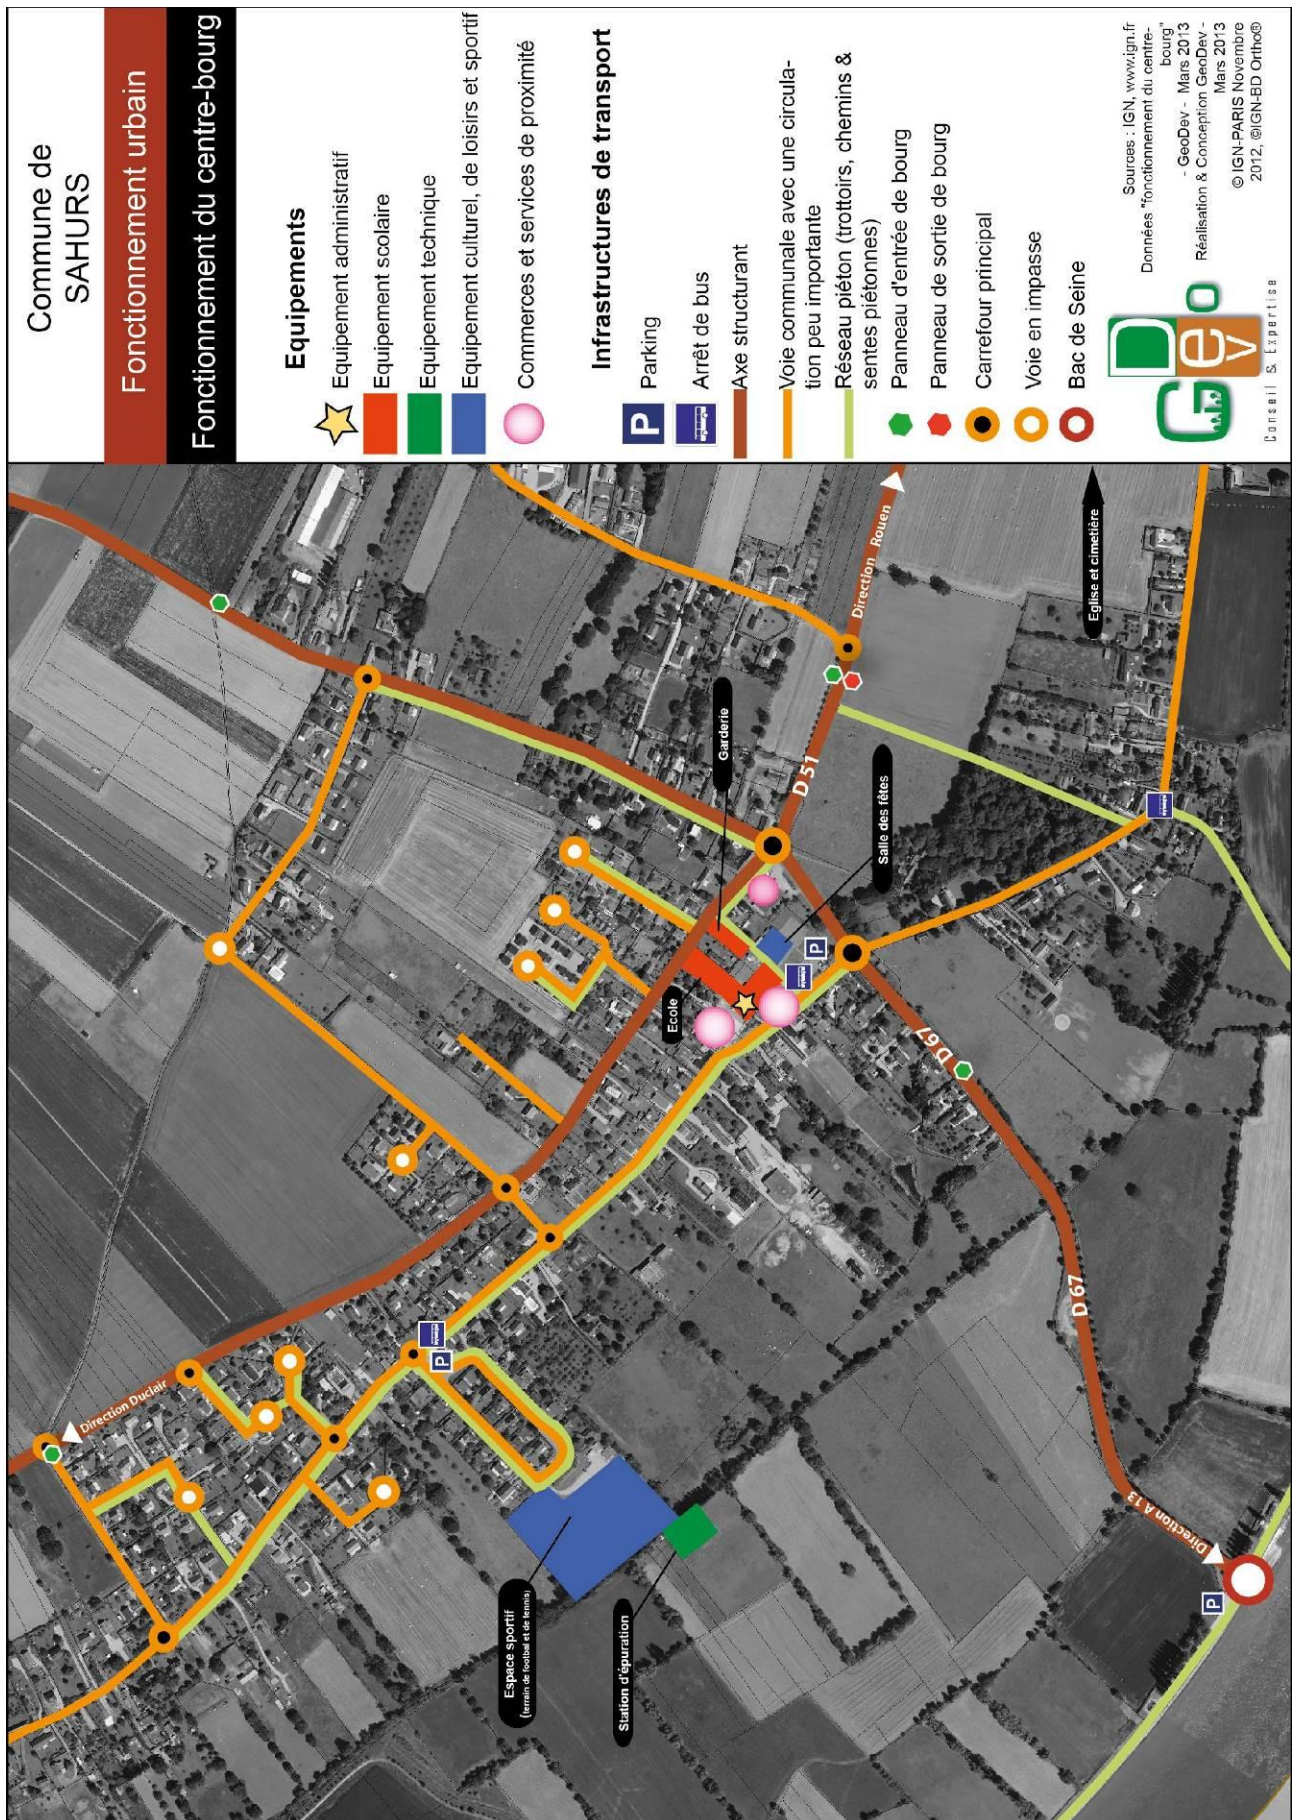 Commune de
SAHURS
Fonctionnement urbain
Fonctionnement du centre-bourg
Equipements
Equipement administratif
Equipement scolaire
Equipement technique
Equipement culturel, de loisirs et sportif
Commerces et services de proximité
Infrastructures de transport
P
Parking
Arrêt de bus
Axe structurant
Voie communale avec une circula-
tion peu importante
Réseau piéton (trottoirs, chemins &
sentes piétonnes)
Panneau d'entrée de bourg
Panneau de sortie de bourg
Carrefour principal
Voie en impasse
Bac de Seine
Sources : IGN, www.ign.fr
Données "fonctionnement du centre-
bourg"
- GeoDev - Mars 2013
Réalisation & Conception GeoDev -
Mars 2013
© IGN-PARIS Novembre
2012, ©IGN-BD Ortho®
GeoDev
Conseil & Expertise
Direction Duclair
Direction Rouen
Eglise et cimetière
Garderie
D 51
Salle des fêtes
Ecole
P
D 67
D 67
P
Espace sportif
(terrain de football et de tennis)
Station d'épuration
Direction A 13
P